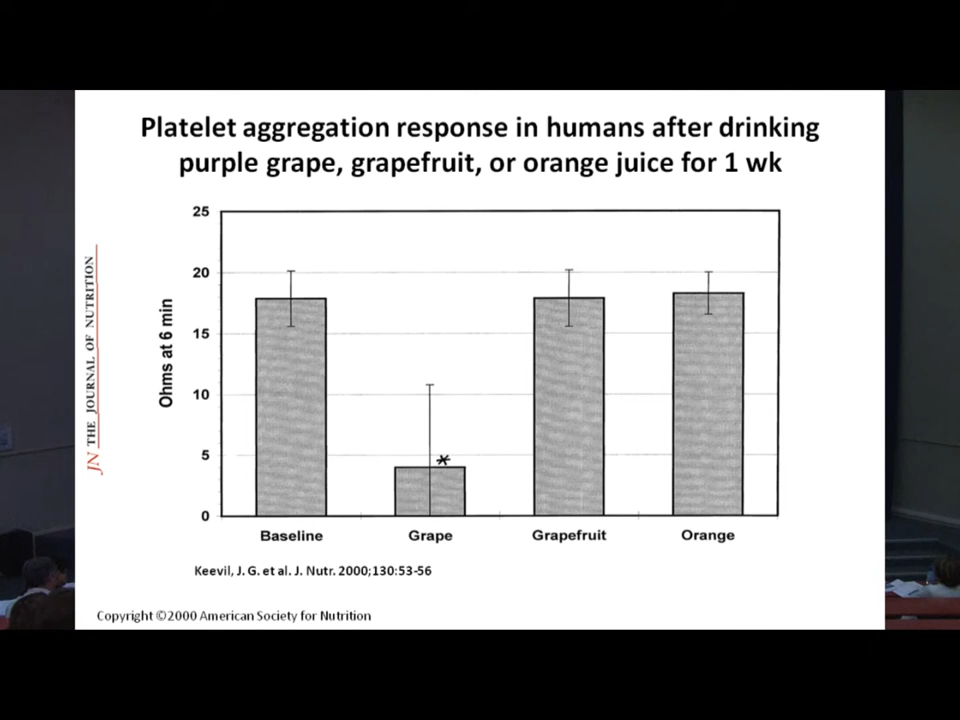 Platelet aggregation response in humans after drinking
purple grape, grapefruit, or orange juice for 1 wk
JN THE JOURNAL OF NUTRITION
Ohms at 6 min
25
20
15
10
5
0
*
Baseline Grape Grapefruit Orange
Keevil, J. G. et al. J. Nutr. 2000;130:53-56
Copyright ©2000 American Society for Nutrition